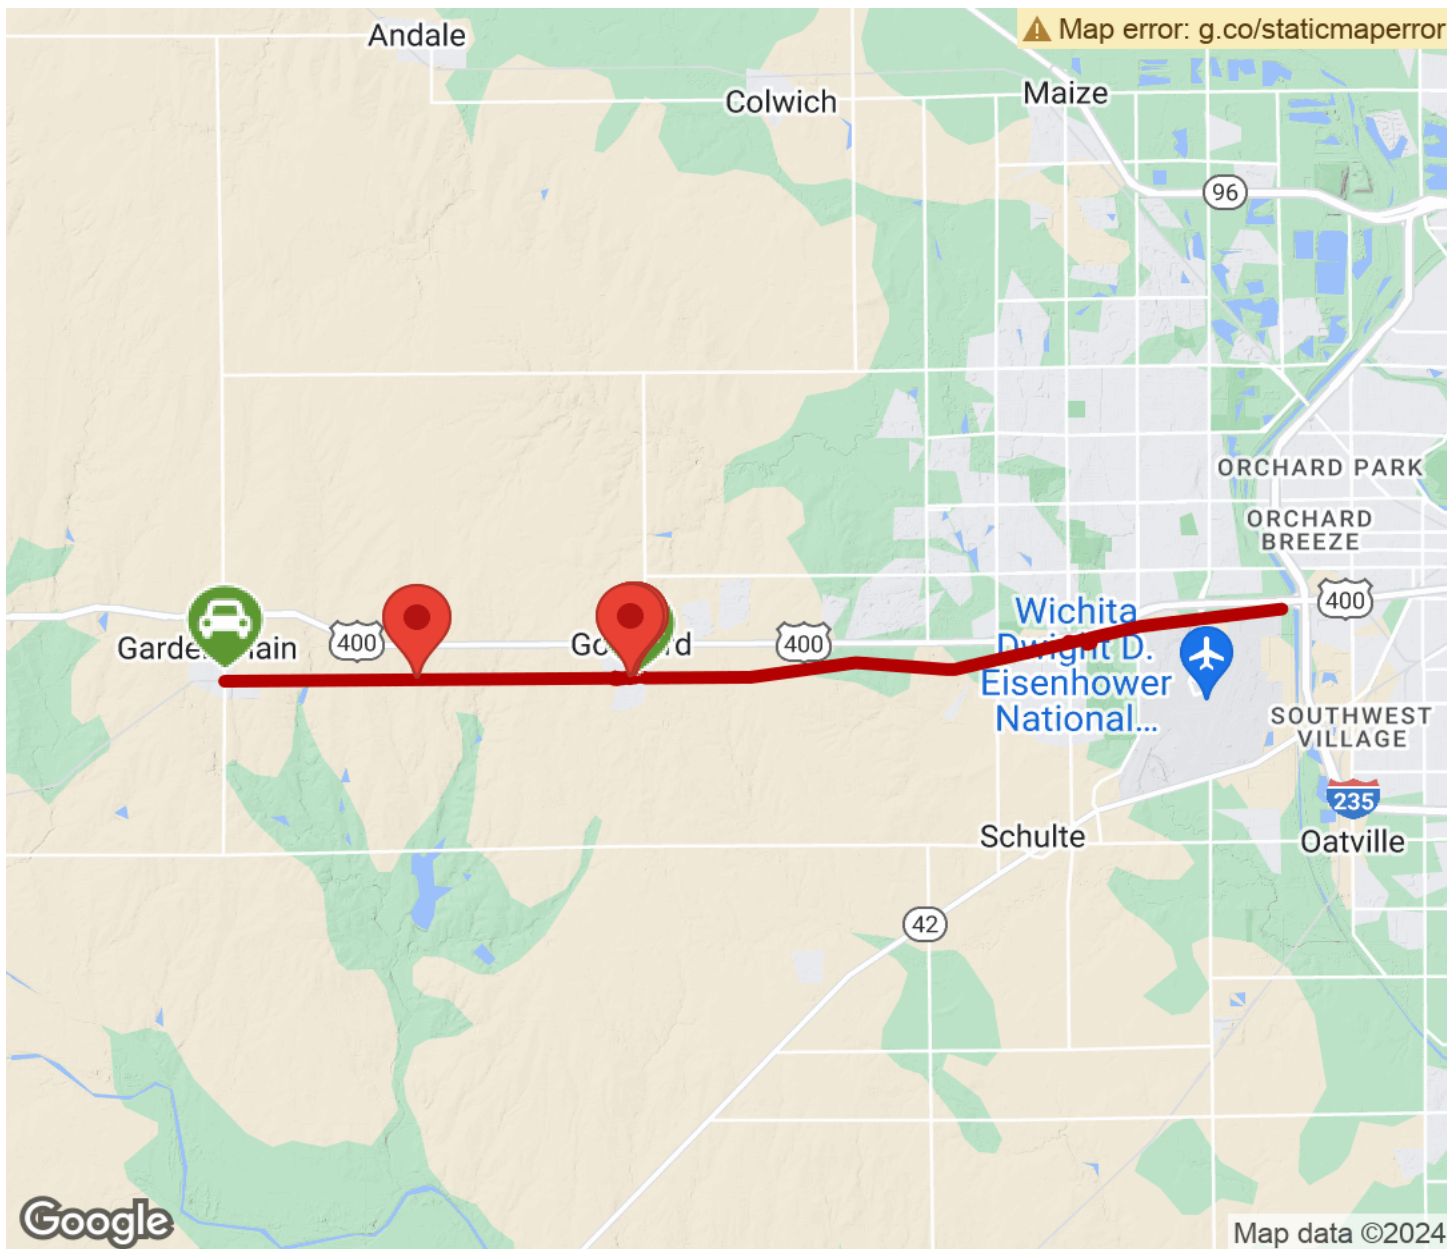 Andale
Map error: g.co/staticmaperror
Colwich
Maize
96
ORCHARD PARK
ORCHARD
BREEZE
400
Wichita
Dwight D.
Eisenhower
National...
400
400
SOUTHWEST
VILLAGE
235
Schulte
Oatville
42
Google
Map data ©2024